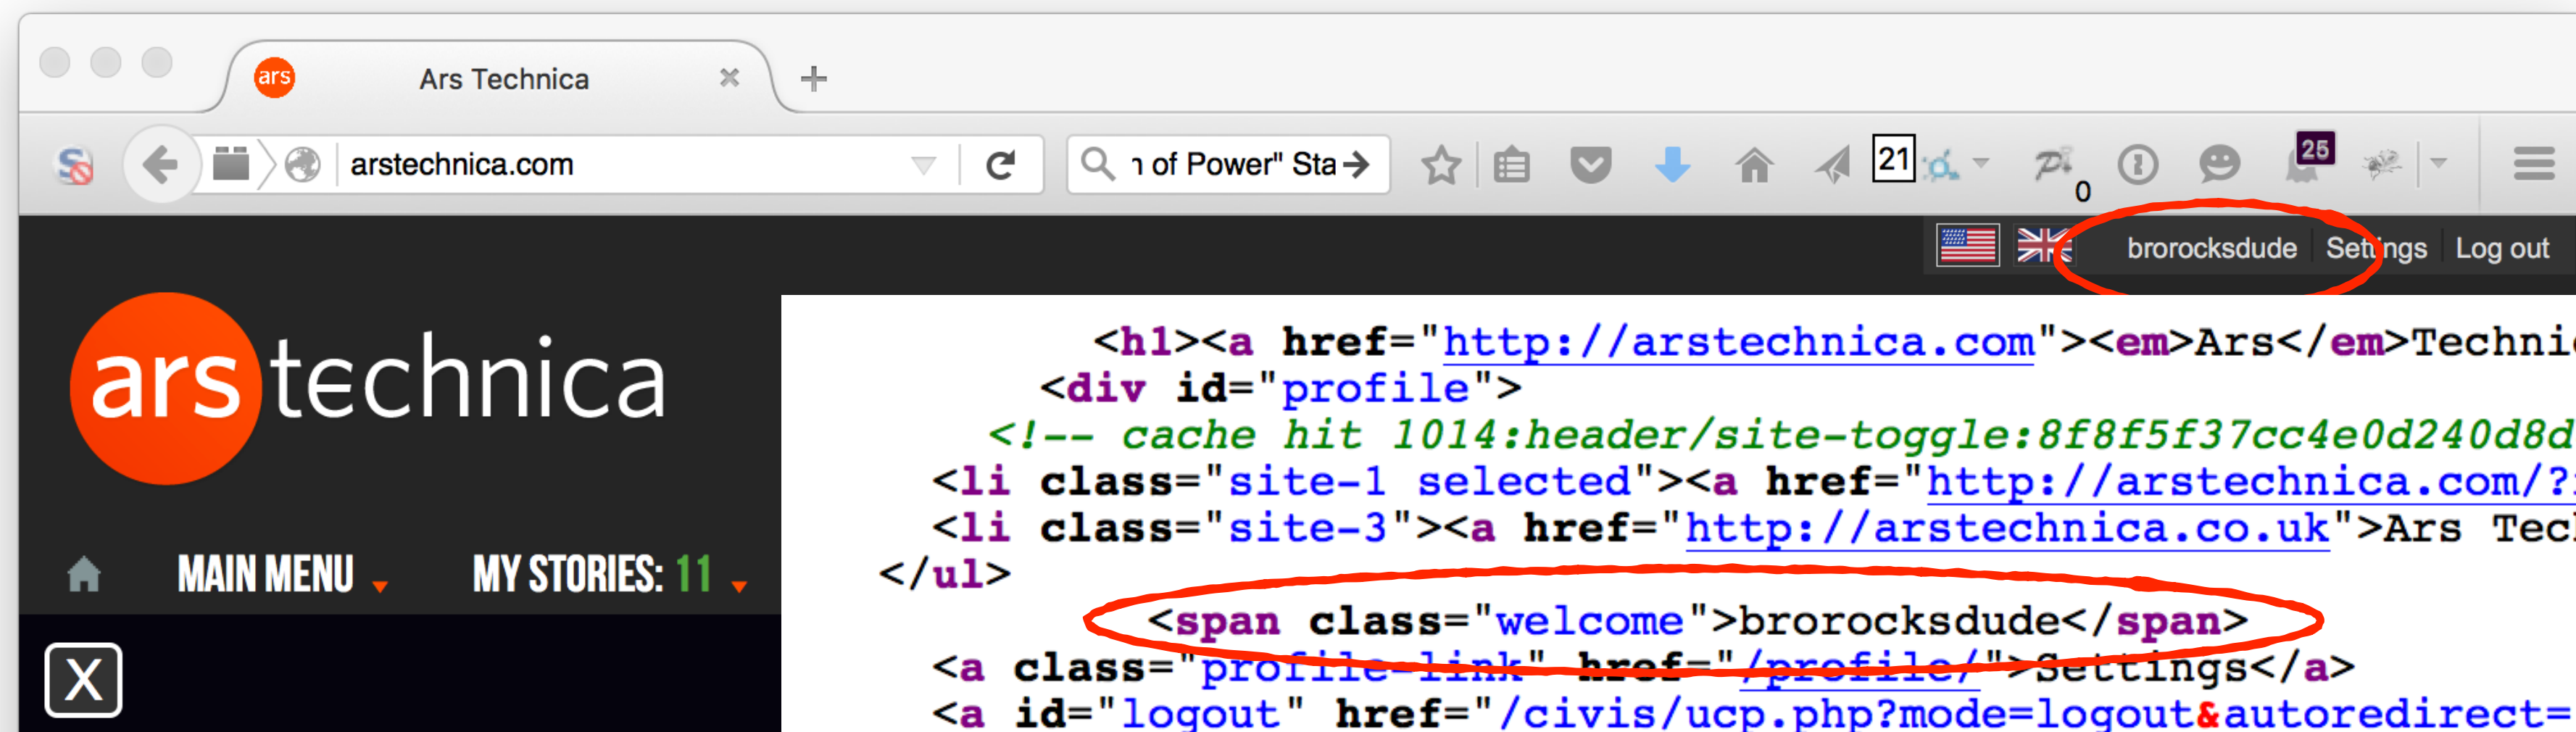 ars Ars Technica
arstechnica.com
n of Power" Sta
21
0
25
brorocksdude Settings Log out
ars technica
MAIN MENU MY STORIES: 11
X
<h1><a href="http://arstechnica.com"><em>Ars</em>Technic
<div id="profile">
<!-- cache hit 1014:header/site-toggle:8f8f5f37cc4e0d240d8d
<li class="site-1 selected"><a href="http://arstechnica.com/?
<li class="site-3"><a href="http://arstechnica.co.uk">Ars Tec
</ul>
<span class="welcome">brorocksdude</span>
<a class="profile-link" href="/profile/">Settings</a>
<a id="logout" href="/civis/ucp.php?mode=logout&autoredirect=